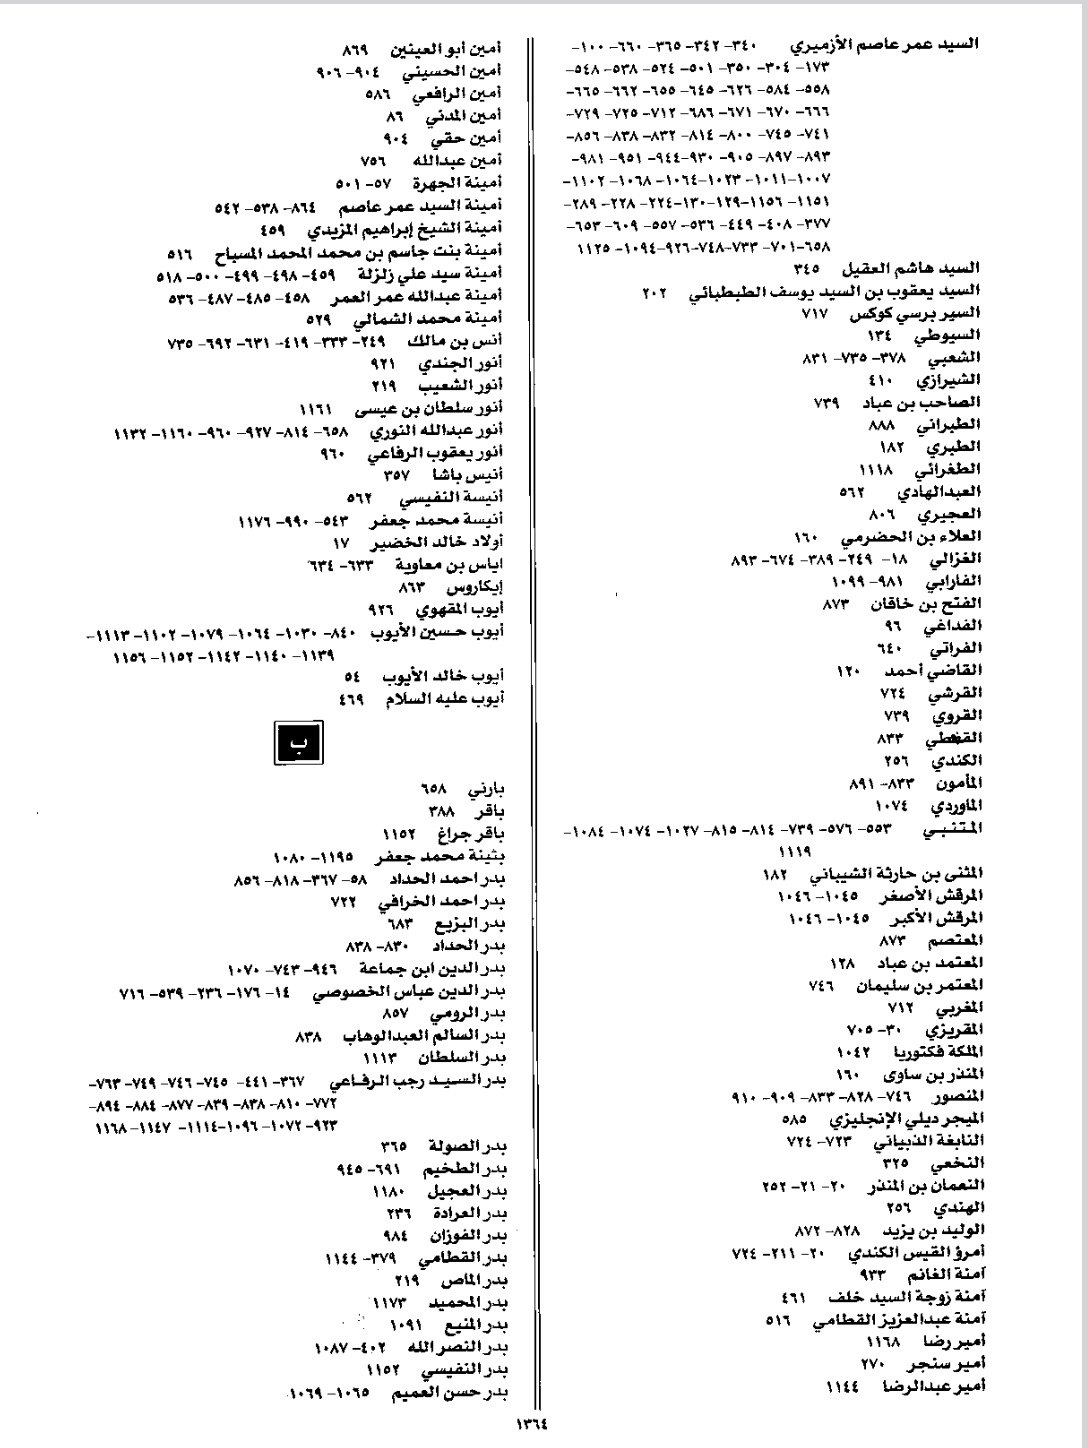 السيد عمر عاصم الأزميري ٣٤٠- ٣٤٢- ٣٦٥- ٦٦٠- ١٠٠-
١٧٣- ٣٠٤- ٣٥٠- ٥٠١- ٥٢٤- ٥٣٨- ٥٤٨-
٥٥٨- ٥٨٤- ٦٢٦- ٦٤٥- ٦٥٥- ٦٦٢- ٦٦٥-
٦٦٦- ٦٧٠- ٦٧١- ٦٨٦- ٧١٢- ٧٢٥- ٧٢٩-
٧٤١- ٧٤٥- ٨٠٠- ٨١٤- ٨٣٢- ٨٣٨- ٨٥٦-
٨٩٣- ٨٩٧- ٩٠٥- ٩٣٠-٩٤٤- ٩٥١- ٩٨١-
١٠٠٧-١٠١١-١٠٢٣-١٠٦٤-١٠٦٨-١١٠٢-
١١٥١-١١٥٦-١٢٩-١٣٠-٢٢٤-٢٢٨-٢٨٩-
٣٧٧-٤٠٨-٤٤٩-٥٣٦-٥٥٧-٦٠٩-٦٥٣-
٦٥٨-٧٠١-٧٣٣-٧٤٨-٩٢٦-١٠٩٤-١١٢٥
السيد هاشم العقيل ٣٤٥
السيد يعقوب بن السيد يوسف الطبطبائي ٢٠٢
السير برسي كوكس ٧١٧
السيوطي ١٣٤
الشعبي ٣٧٨- ٧٣٥- ٨٣١
الشيرازي ٤١٠
الصاحب بن عباد ٧٣٩
الطبراني ٨٨٨
الطبري ١٨٢
الطغرائي ١١١٨
العبدالهادي ٥٦٢
العجيري ٨٠٦
العلاء بن الحضرمي ١٦٠
الغزالي ١٨- ٢٤٩- ٣٨٩- ٦٧٤- ٨٩٣
الفارابي ٩٨١- ١٠٩٩
الفتح بن خاقان ٨٧٣
الفداغي ٩٦
الفراتي ٦٤٠
القاضي أحمد ١٢٠
القرشي ٧٢٤
القروي ٧٣٩
القفطي ٨٣٣
الكندي ٢٥٦
المأمون ٨٣٣- ٨٩١
الماوردي ١٠٧٤
المتنبي ٥٥٣- ٥٧٦- ٧٣٩- ٨١٤- ٨١٥- ١٠٢٧- ١٠٧٤- ١٠٨٤-
١١١٩
المثنى بن حارثة الشيباني ١٨٢
المرقش الأصغر ١٠٤٥- ١٠٤٦
المرقش الأكبر ١٠٤٥- ١٠٤٦
المعتصم ٨٧٣
المعتمد بن عباد ١٢٨
المعتمر بن سليمان ٧٤٦
المغربي ٧١٢
المقريزي ٣٠- ٧٠٥
الملكة فكتوريا ١٠٤٢
المنذر بن ساوى ١٦٠
المنصور ٧٤٦- ٨٢٨- ٨٣٣- ٩٠٩- ٩١٠
الميجر ديلي الإنجليزي ٥٨٥
النابغة الذبياني ٧٢٣- ٧٢٤
النخعي ٣٢٥
النعمان بن المنذر ٢٠- ٢١- ٢٥٢
الهندي ٢٥٦
الوليد بن يزيد ٨٢٨- ٨٧٢
أمرؤ القيس الكندي ٢٠- ٢١١- ٧٢٤
آمنة الغانم ٩٣٣
آمنة زوجة السيد خلف ٤٦١
آمنة عبدالعزيز القطامي ٥١٦
أمير رضا ١١٦٨
أمير سنجر ٢٧٠
أمير عبدالرضا ١١٤٤
أمين أبو العينين ٨٦٩
أمين الحسيني ٩٠٤- ٩٠٦
أمين الرافعي ٥٨٦
أمين المدني ٨٦
أمين حقي ٩٠٤
أمين عبدالله ٧٥٦
أمينة الجهرة ٥٧- ٥٠١
أمينة السيد عمر عاصم ٨٦٤- ٥٣٨- ٥٤٢
أمينة الشيخ إبراهيم المزيدي ٤٥٩
أمينة بنت جاسم بن محمد المحمد المسباح ٥١٦
أمينة سيد علي زلزلة ٤٥٩- ٤٩٨- ٤٩٩- ٥٠٠- ٥١٨
أمينة عبدالله عمر العمر ٤٥٨- ٤٨٥- ٤٨٧- ٥٣٦
أمينة محمد الشمالي ٥٢٩
أنس بن مالك ٢٤٩- ٣٣٣- ٤١٩- ٦٣١- ٦٩٢- ٧٣٥
أنور الجندي ٩٢١
أنور الشعيب ٢١٩
أنور سلطان بن عيسى ١١٦١
أنور عبدالله النوري ٦٥٨- ٨١٤- ٩٢٧- ٩٦٠- ١١٦٠- ١١٣٢
أنور يعقوب الرفاعي ٩٦٠
أنيس باشا ٣٥٧
أنيسة النفيسي ٥٦٢
أنيسة محمد جعفر ٥٤٣- ٩٩٠- ١١٧٦
أولاد خالد الخضير ١٧
اياس بن معاوية ٦٣٣- ٦٣٤
إيكاروس ٨٦٣
أيوب المقهوي ٩٢٦
أيوب حسين الأيوب ٨٤٠- ١٠٣٠- ١٠٦٤- ١٠٧٩- ١١٠٢- ١١١٣-
١١٣٩- ١١٤٠- ١١٤٢- ١١٥٢- ١١٥٦
أيوب خالد الأيوب ٥٤
أيوب عليه السلام ٤٦٩
ب
بارني ٦٥٨
باقر ٣٨٨
باقر جراغ ١١٥٢
بثينة محمد جعفر ١١٩٥- ١٠٨٠
بدر احمد الحداد ٥٨- ٣٦٧- ٨١٨- ٨٥٦
بدر احمد الخرافي ٧٢٢
بدر البزيع ٦٨٣
بدر الحداد ٨٣٠- ٨٣٨
بدر الدين ابن جماعة ٩٤٦- ٧٤٣- ١٠٧٠
بدر الدين عباس الخصوصي ١٤- ١٧٦- ٢٣٦- ٥٣٩- ٧١٦
بدر الرومي ٨٥٧
بدر السالم العبدالوهاب ٨٣٨
بدر السلطان ١١١٣
بدر السيد رجب الرفاعي ٣٦٧- ٤٤١- ٧٤٥- ٧٤٦- ٧٤٩- ٧٦٣-
٧٧٢- ٨١٠- ٨٣٨- ٨٣٩- ٨٧٧- ٨٨٤- ٨٩٤-
٩٢٣- ١٠٧٢- ١٠٩٦-١١١٤- ١١٤٧- ١١٦٨
بدر الصولة ٣٦٥
بدر الطخيم ٦٩١- ٩٤٥
بدر العجيل ١١٨٠
بدر العرادة ٢٣٦
بدر الفوزان ٩٨٤
بدر القطامي ٣٧٩- ١١٤٤
بدر الماص ٢١٩
بدر المحميد ١١٧٣
بدر المنيع ١٠٩١
بدر النصر الله ٤٠٢- ١٠٨٧
بدر النفيسي ١١٥٢
بدر حسن العميم ١٠٦٥- ١٠٦٩
١٣٦٤